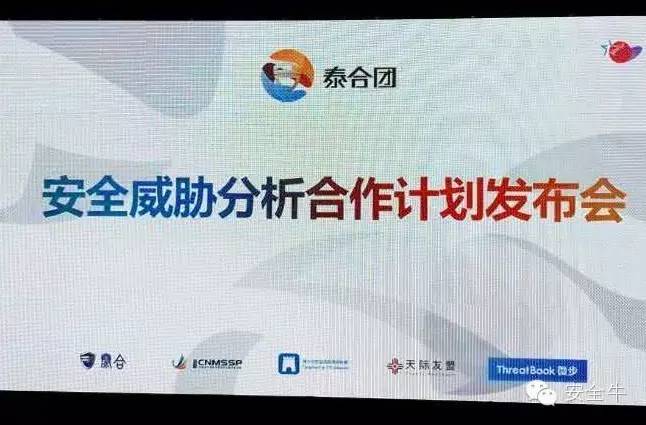 泰合团
安全威胁分析合作计划发布会
泰合
CNMSSP
天际友盟
ThreatBook 微步
安全牛